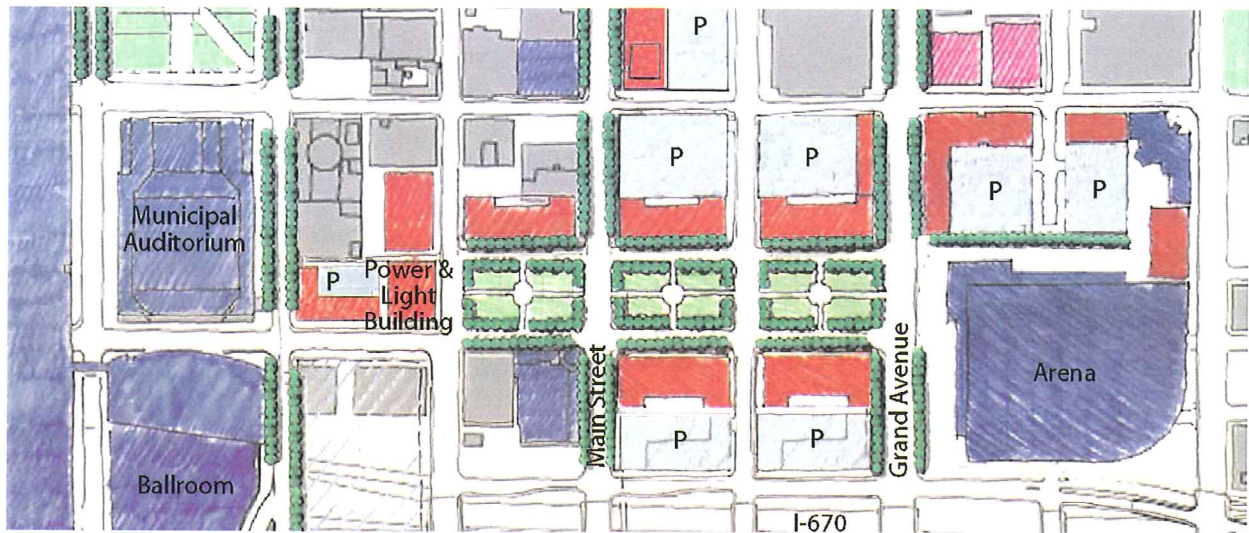 P
P
P
P
P
Municipal
Auditorium
P
Power &
Light
Building
Main Street
Grand Avenue
Arena
P
P
Ballroom
I-670